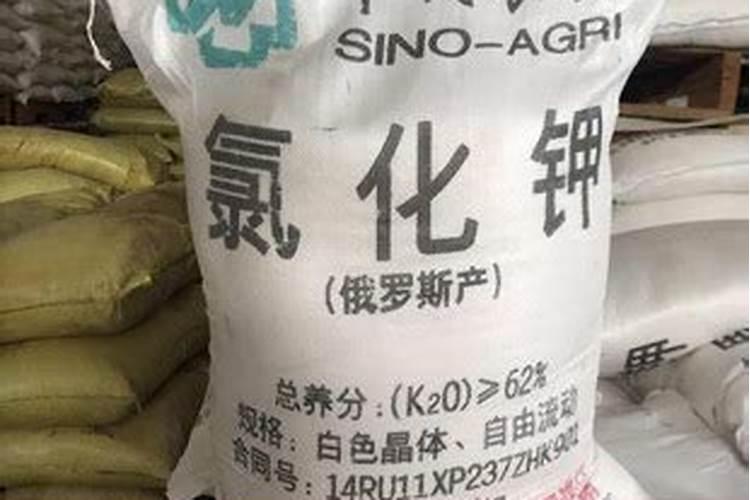 SINO-AGRI
氯化钾
(俄罗斯产)
总养分:(K₂O)≥62%
规格: 白色晶体、自由流动
合同号: 14RU11XP237ZHK901